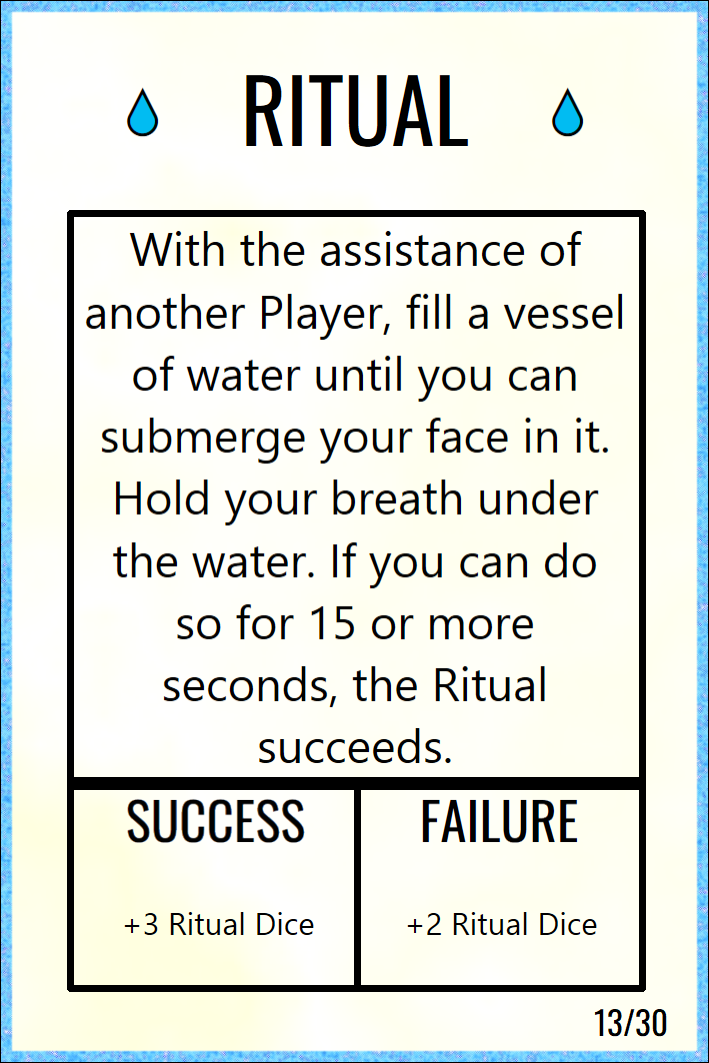 RITUAL
With the assistance of
another Player, fill a vessel
of water until you can
submerge your face in it.
Hold your breath under
the water. If you can do
so for 15 or more
seconds, the Ritual
succeeds.
SUCCESS
+3 Ritual Dice
FAILURE
+2 Ritual Dice
13/30